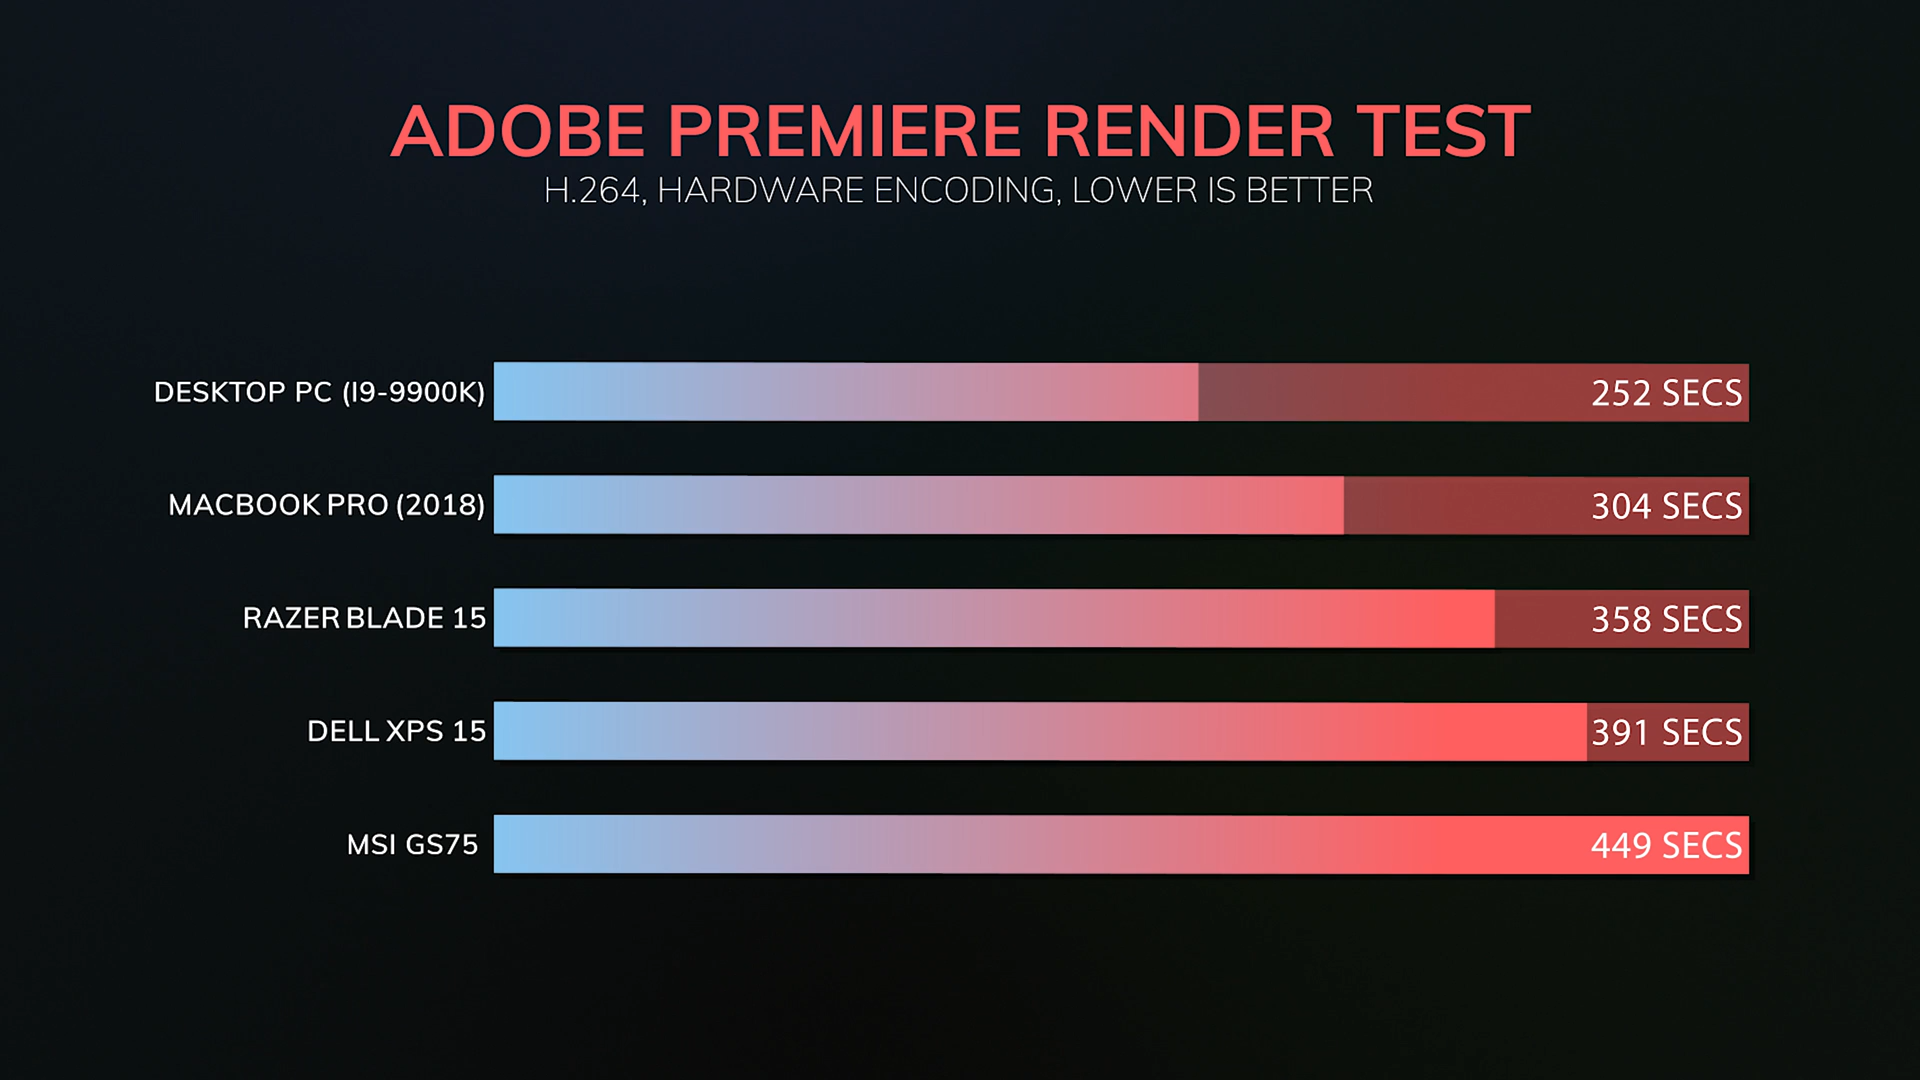 ADOBE PREMIERE RENDER TEST
H.264, HARDWARE ENCODING, LOWER IS BETTER
DESKTOP PC (I9-9900K) 252 SECS
MACBOOK PRO (2018) 304 SECS
RAZER BLADE 15 358 SECS
DELL XPS 15 391 SECS
MSI GS75 449 SECS